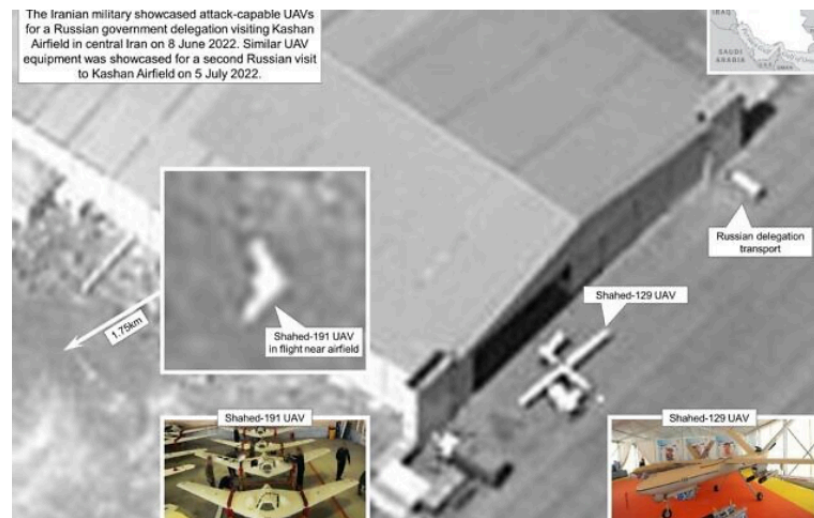 The Iranian military showcased attack-capable UAVs
for a Russian government delegation visiting Kashan
Airfield in central Iran on 8 June 2022. Similar UAV
equipment was showcased for a second Russian visit
to Kashan Airfield on 5 July 2022.
IRAQ
IRAN
SAUDI
ARABIA
Russian delegation
transport
Shahed-129 UAV
1.75km
Shahed-191 UAV
in flight near airfield
Shahed-191 UAV
Shahed-129 UAV